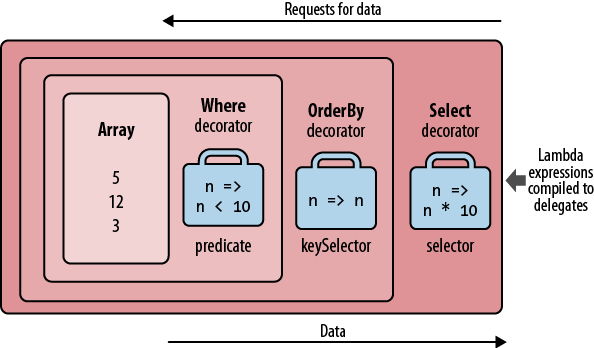 Requests for data
Array
5
12
3
Where
decorator
n =>
n < 10
predicate
OrderBy
decorator
n => n
keySelector
Select
decorator
n =>
n * 10
selector
Lambda
expressions
compiled to
delegates
Data